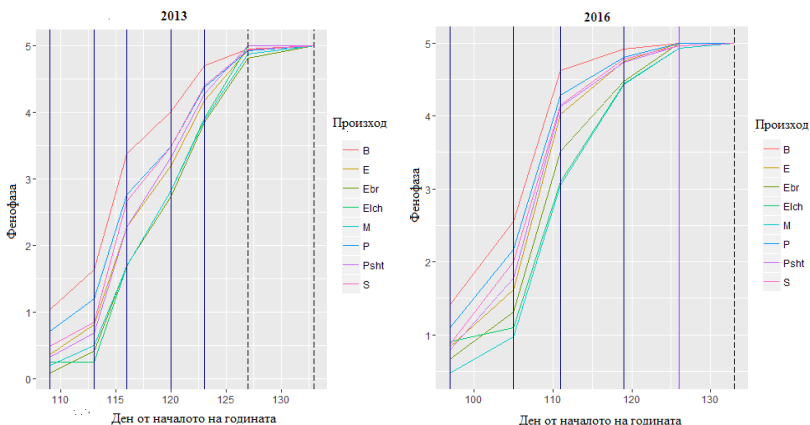 2013
Фенофаза
5
4
3
2
1
0
110
115
120
125
130
Ден от началото на годината
Произход
B
E
Ebr
Elch
M
P
Psht
S
2016
Фенофаза
5
4
3
2
1
100
110
120
130
Ден от началото на годината
Произход
B
E
Ebr
Elch
M
P
Psht
S